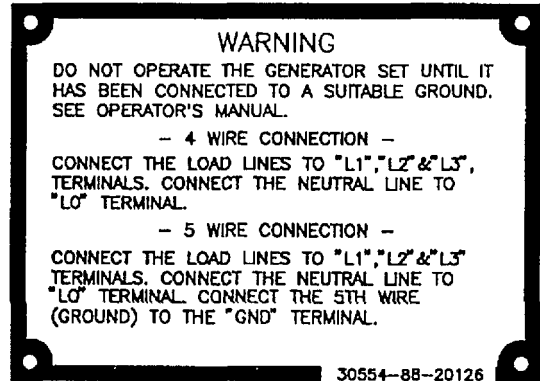 WARNING
DO NOT OPERATE THE GENERATOR SET UNTIL IT
HAS BEEN CONNECTED TO A SUITABLE GROUND.
SEE OPERATOR'S MANUAL.
- 4 WIRE CONNECTION -
CONNECT THE LOAD LINES TO "L1","L2"&"L3",
TERMINALS. CONNECT THE NEUTRAL LINE TO
"LO" TERMINAL.
- 5 WIRE CONNECTION -
CONNECT THE LOAD LINES TO "L1","L2"&"L3"
TERMINALS. CONNECT THE NEUTRAL LINE TO
"LO" TERMINAL. CONNECT THE 5TH WIRE
(GROUND) TO THE "GND" TERMINAL.
30554-88-20126